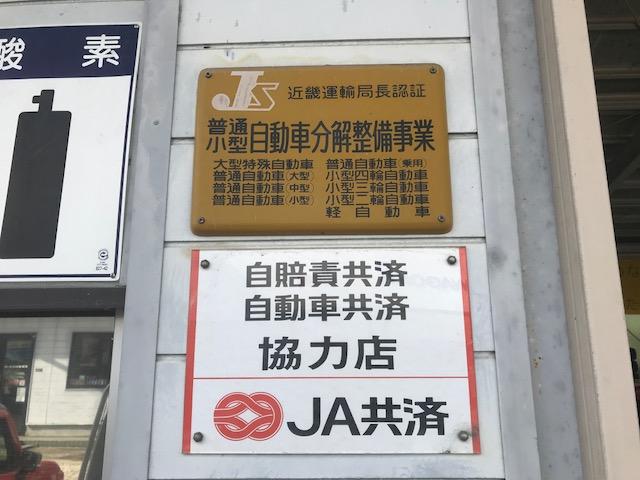 酸素
JS 近畿運輸局長認証
普通
小型 自動車分解整備事業
大型特殊自動車 普通自動車(乗用)
普通自動車(大型) 小型四輪自動車
普通自動車(中型) 小型三輪自動車
普通自動車(小型) 小型二輪自動車
軽自動車
自賠責共済
自動車共済
協力店
JA共済